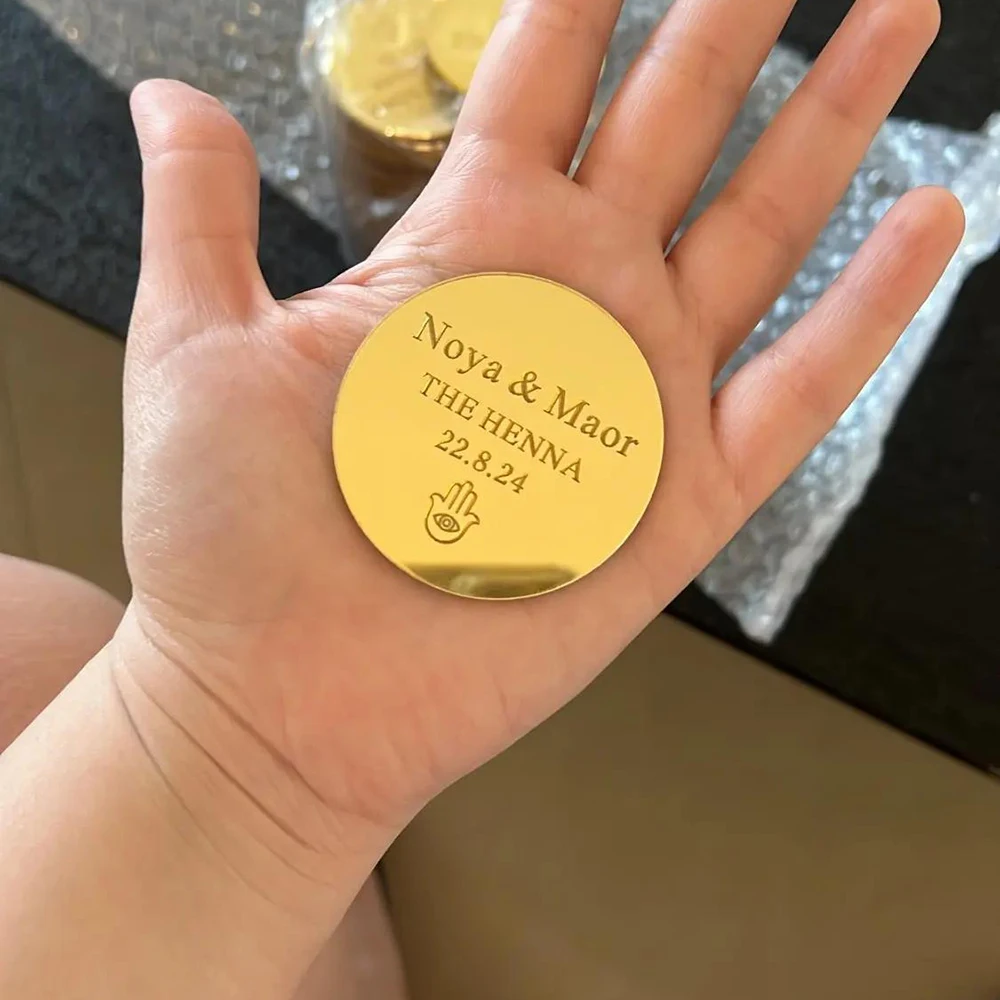 Noya & Maor
THE HENNA
22.8.24